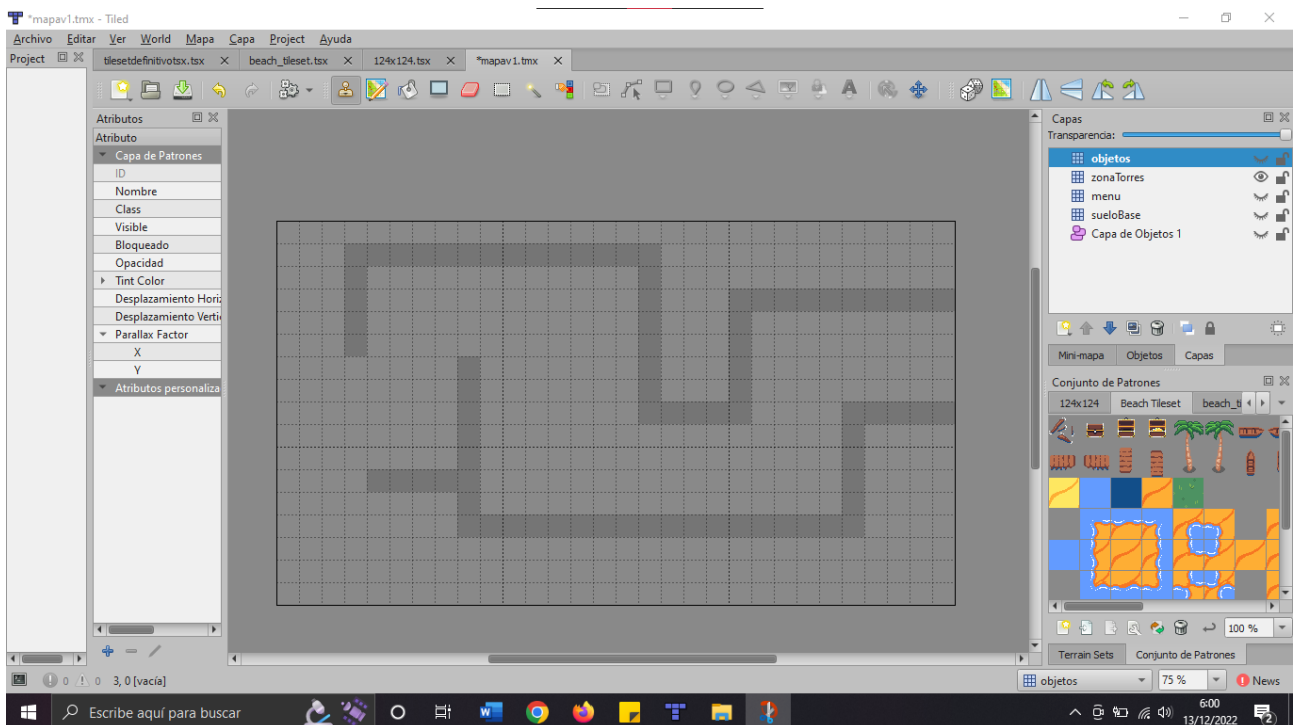 *mapav1.tmx - Tiled
Archivo Editar Ver World Mapa Capa Project Ayuda
Project
tilesetdefinitivotsx.tsx beach_tileset.tsx 124x124.tsx *mapav1.tmx
Atributos
Atributo
Capa de Patrones
ID
Nombre
Class
Visible
Bloqueado
Opacidad
Tint Color
Desplazamiento Horiz
Desplazamiento Vertic
Parallax Factor
X
Y
Atributos personaliza
Capas
Transparencia:
objetos
zonaTorres
menu
sueloBase
Capa de Objetos 1
Mini-mapa Objetos Capas
Conjunto de Patrones
124x124 Beach Tileset beach_ti
100 %
Terrain Sets Conjunto de Patrones
0 0 3, 0 [vacía]
objetos 75 % News
Escribe aquí para buscar
6:00
13/12/2022
2